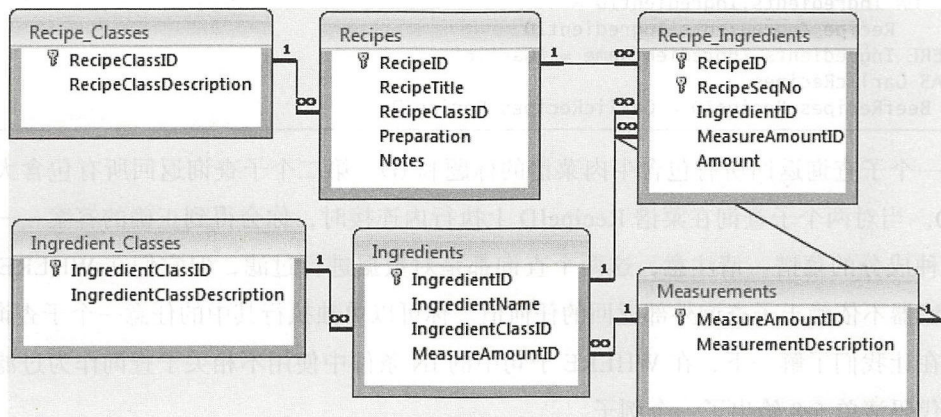 Recipe_Classes
RecipeClassID
RecipeClassDescription
1
∞
Recipes
RecipeID
RecipeTitle
RecipeClassID
Preparation
Notes
1
∞
∞
∞
Recipe_Ingredients
RecipeID
RecipeSeqNo
IngredientID
MeasureAmountID
Amount
Ingredient_Classes
IngredientClassID
IngredientClassDescription
1
∞
Ingredients
IngredientID
IngredientName
IngredientClassID
MeasureAmountID
1
1
∞
Measurements
MeasureAmountID
MeasurementDescription
1